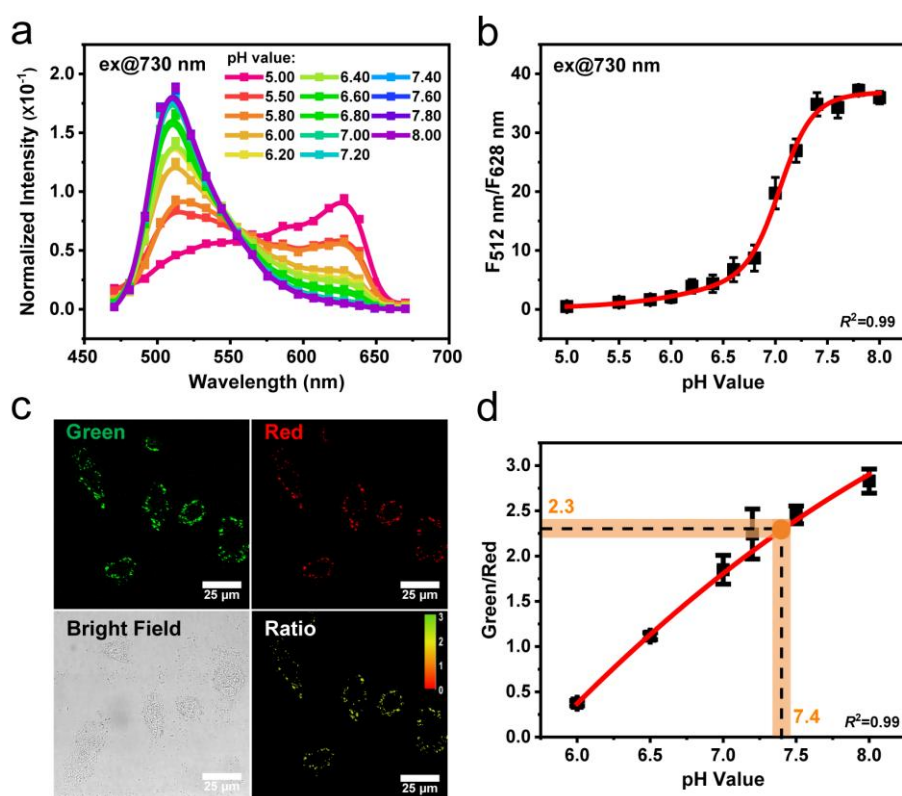 a
ex@730 nm
pH value:
5.00 6.40 7.40
5.50 6.60 7.60
5.80 6.80 7.80
6.00 7.00 8.00
6.20 7.20
Normalized Intensity (x10⁻¹)
2.0
1.5
1.0
0.5
0.0
450 500 550 600 650 700
Wavelength (nm)
b
ex@730 nm
F512 nm/F628 nm
40
30
20
10
0
R²=0.99
5.0 5.5 6.0 6.5 7.0 7.5 8.0
pH Value
c
Green
25 μm
Red
25 μm
Bright Field
25 μm
Ratio
3
2
1
0
25 μm
d
Green/Red
3.0
2.5
2.0
1.5
1.0
0.5
0.0
2.3
7.4
R²=0.99
6.0 6.5 7.0 7.5 8.0
pH Value